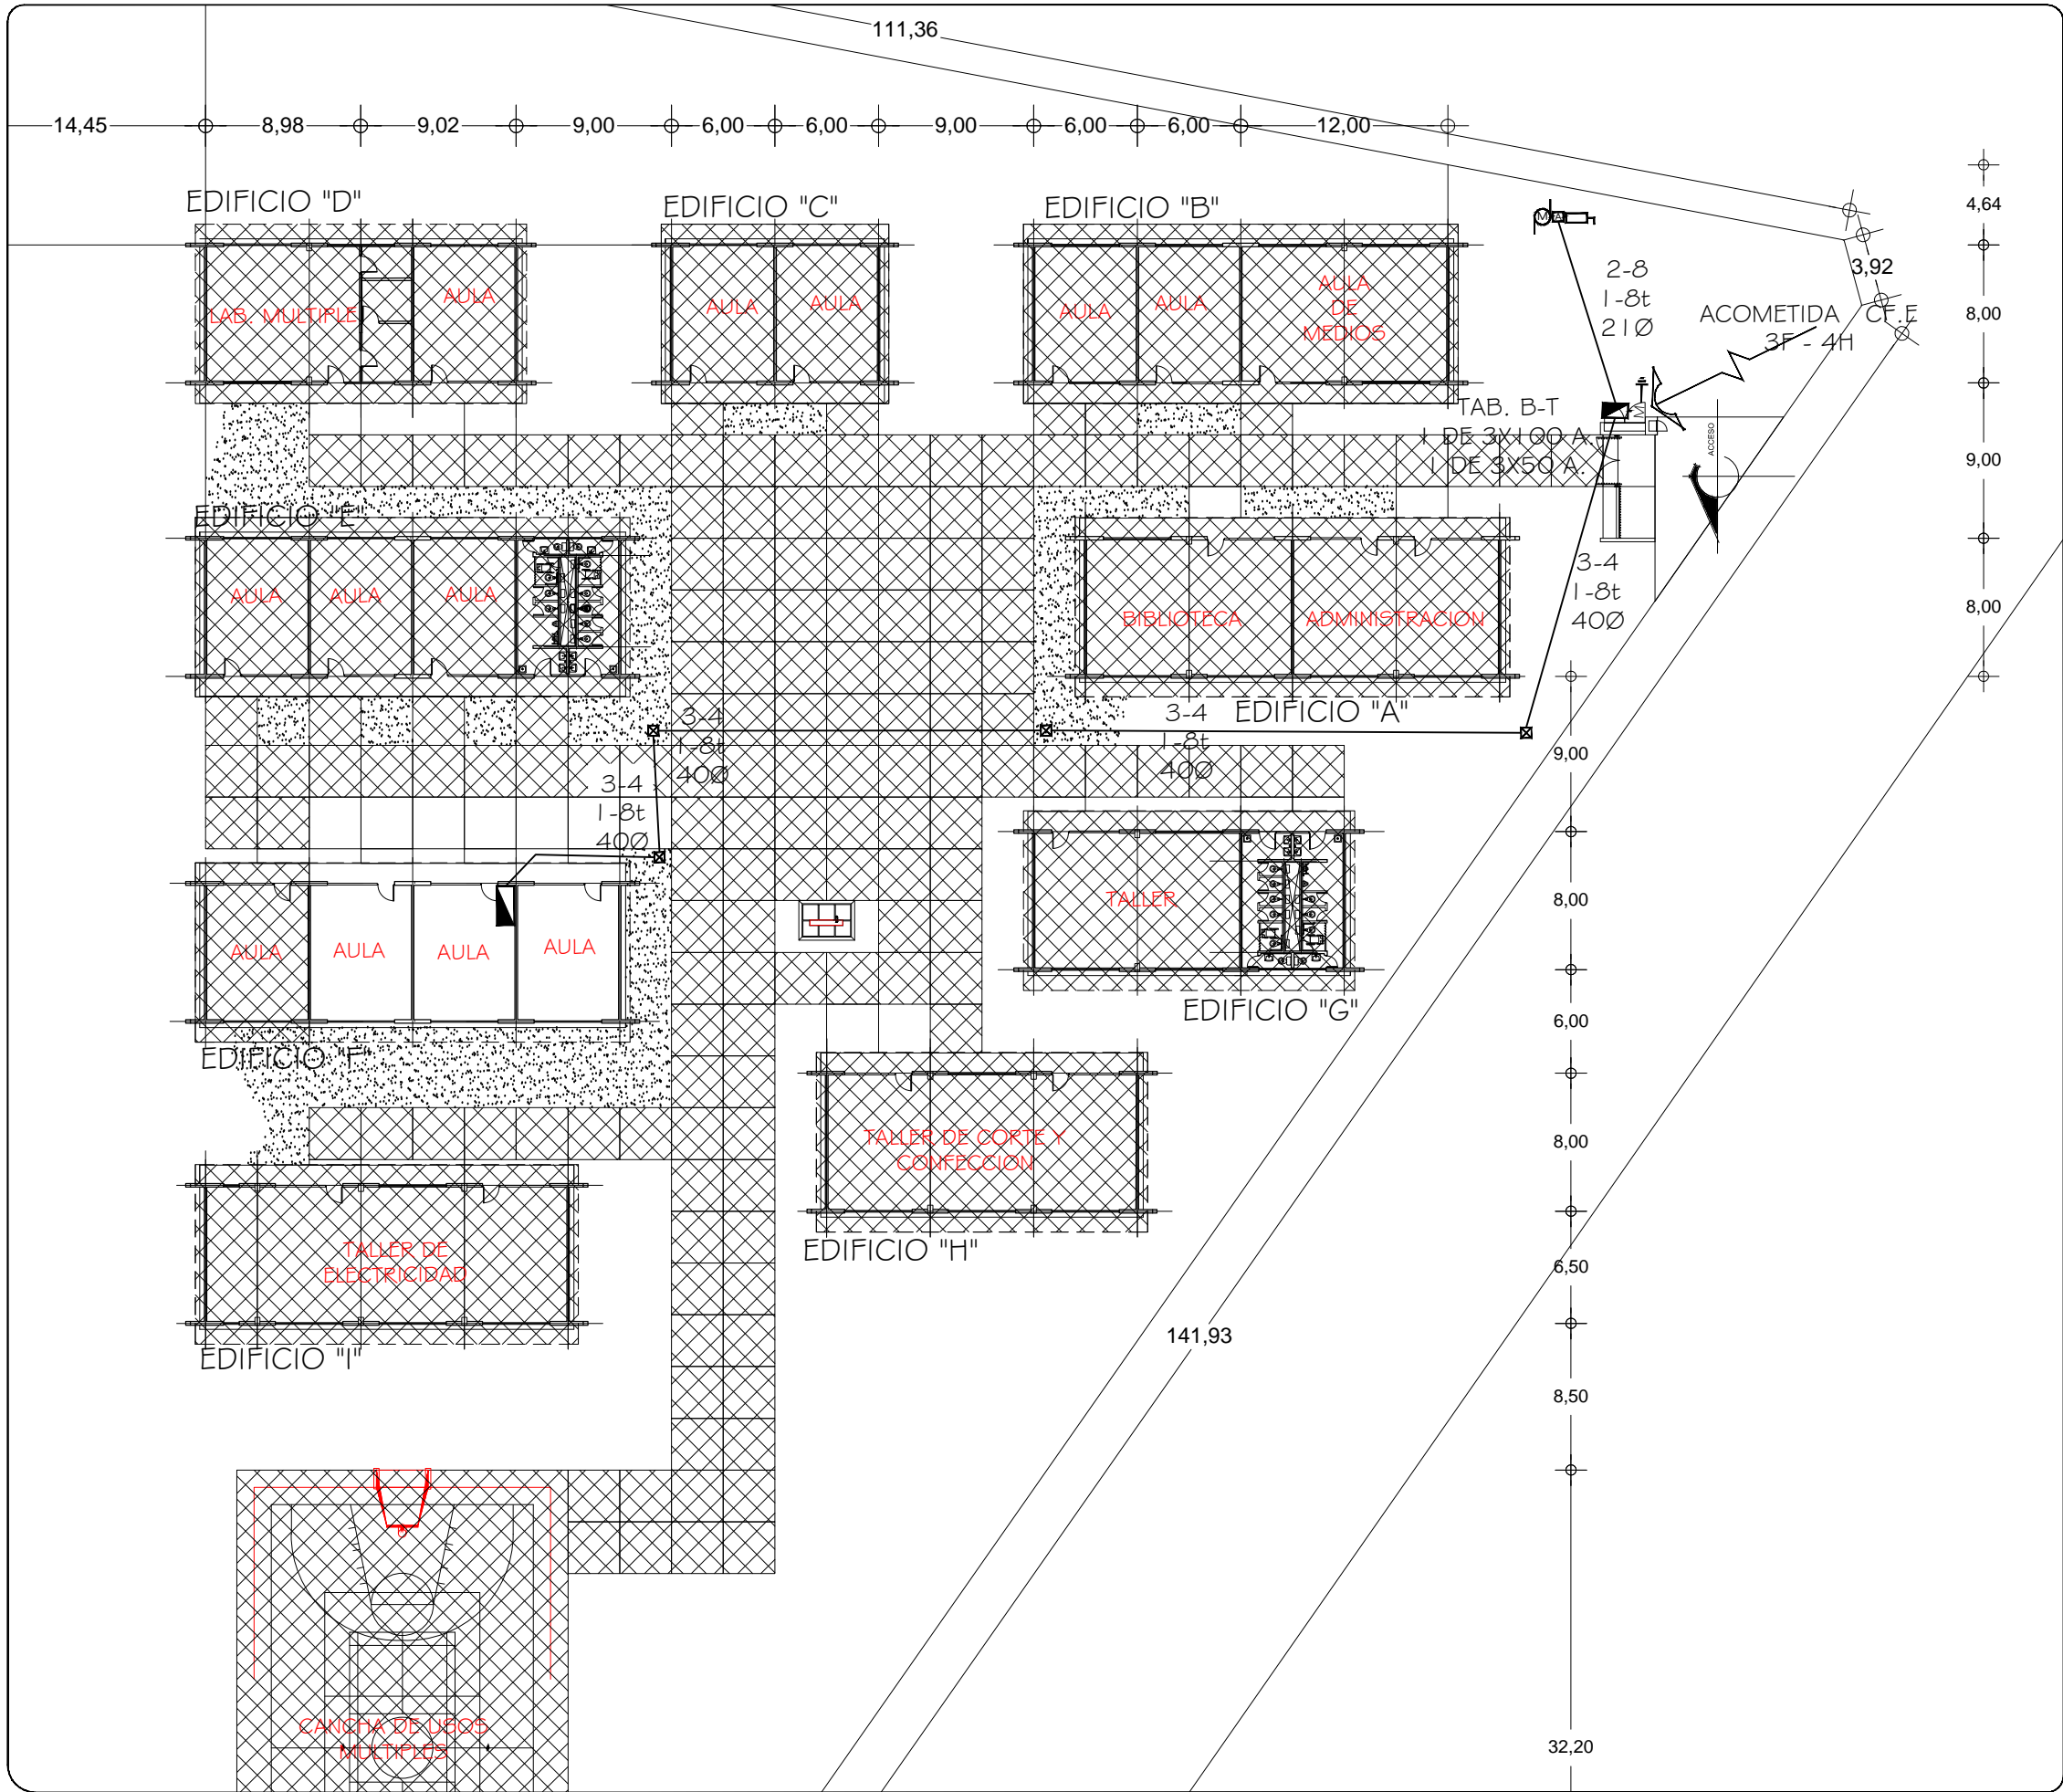 111,36
14,45
8,98
9,02
9,00
6,00
6,00
9,00
6,00
6,00
12,00
4,64
3,92
8,00
9,00
8,00
EDIFICIO "D"
EDIFICIO "C"
EDIFICIO "B"
LAB. MULTIPLE
AULA
AULA
AULA
AULA
AULA
AULA
DE
MEDIOS
M
A
2-8
1-8t
21Ø
ACOMETIDA C.F.E
3F - 4H
M
TAB. B-T
1 DE 3X100 A.
1 DE 3X50 A.
ACCESO
EDIFICIO "E"
AULA
AULA
AULA
BIBLIOTECA
ADMINISTRACION
3-4
1-8t
40Ø
EDIFICIO "A"
3-4
1-8t
40Ø
3-4
1-8t
40Ø
3-4
1-8t
40Ø
9,00
8,00
6,00
8,00
6,50
8,50
32,20
AULA
AULA
AULA
AULA
EDIFICIO "F"
TALLER
EDIFICIO "G"
TALLER DE CORTE Y
CONFECCION
EDIFICIO "H"
TALLER DE
ELECTRICIDAD
EDIFICIO "I"
141,93
CANCHA DE USOS
MULTIPLES